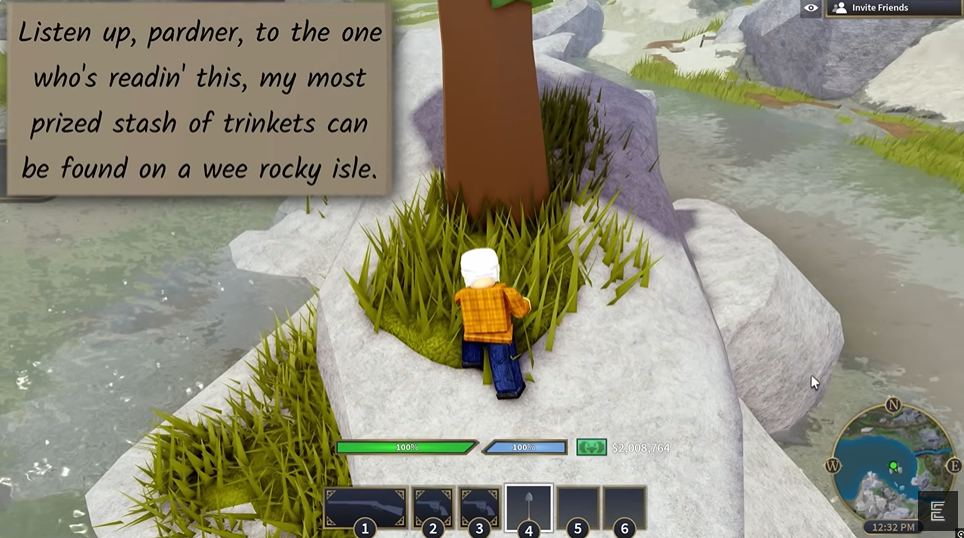 Listen up, pardner, to the one
who's readin' this, my most
prized stash of trinkets can
be found on a wee rocky isle.
Invite Friends
100%
100%
$2,008,764
1
2
3
4
5
6
N
W
E
12:32 PM
E